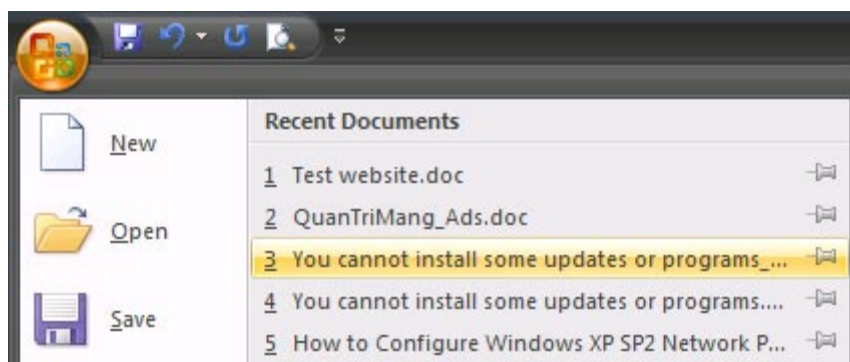 New
Open
Save
Recent Documents
1 Test website.doc
2 QuanTriMang_Ads.doc
3 You cannot install some updates or programs_...
4 You cannot install some updates or programs....
5 How to Configure Windows XP SP2 Network P...